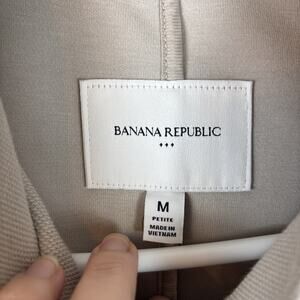 BANANA REPUBLIC
M
PETITE
MADE IN
VIETNAM